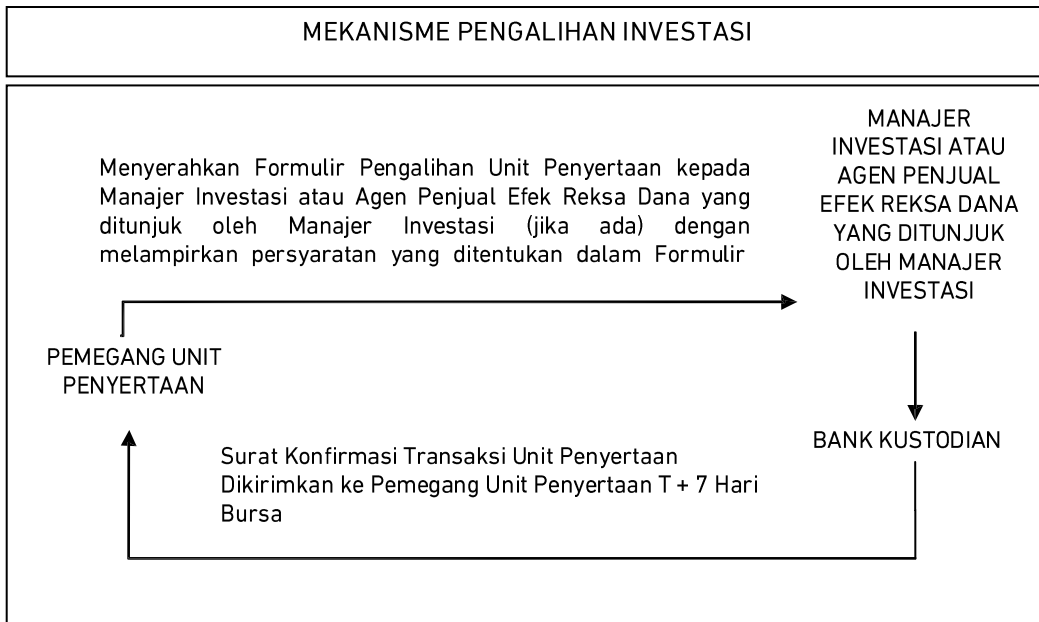 MEKANISME PENGALIHAN INVESTASI
Menyerahkan Formulir Pengalihan Unit Penyertaan kepada
Manajer Investasi atau Agen Penjual Efek Reksa Dana yang
ditunjuk oleh Manajer Investasi (jika ada) dengan
melampirkan persyaratan yang ditentukan dalam Formulir
MANAJER
INVESTASI ATAU
AGEN PENJUAL
EFEK REKSA DANA
YANG DITUNJUK
OLEH MANAJER
INVESTASI
PEMEGANG UNIT
PENYERTAAN
BANK KUSTODIAN
Surat Konfirmasi Transaksi Unit Penyertaan
Dikirimkan ke Pemegang Unit Penyertaan T + 7 Hari
Bursa